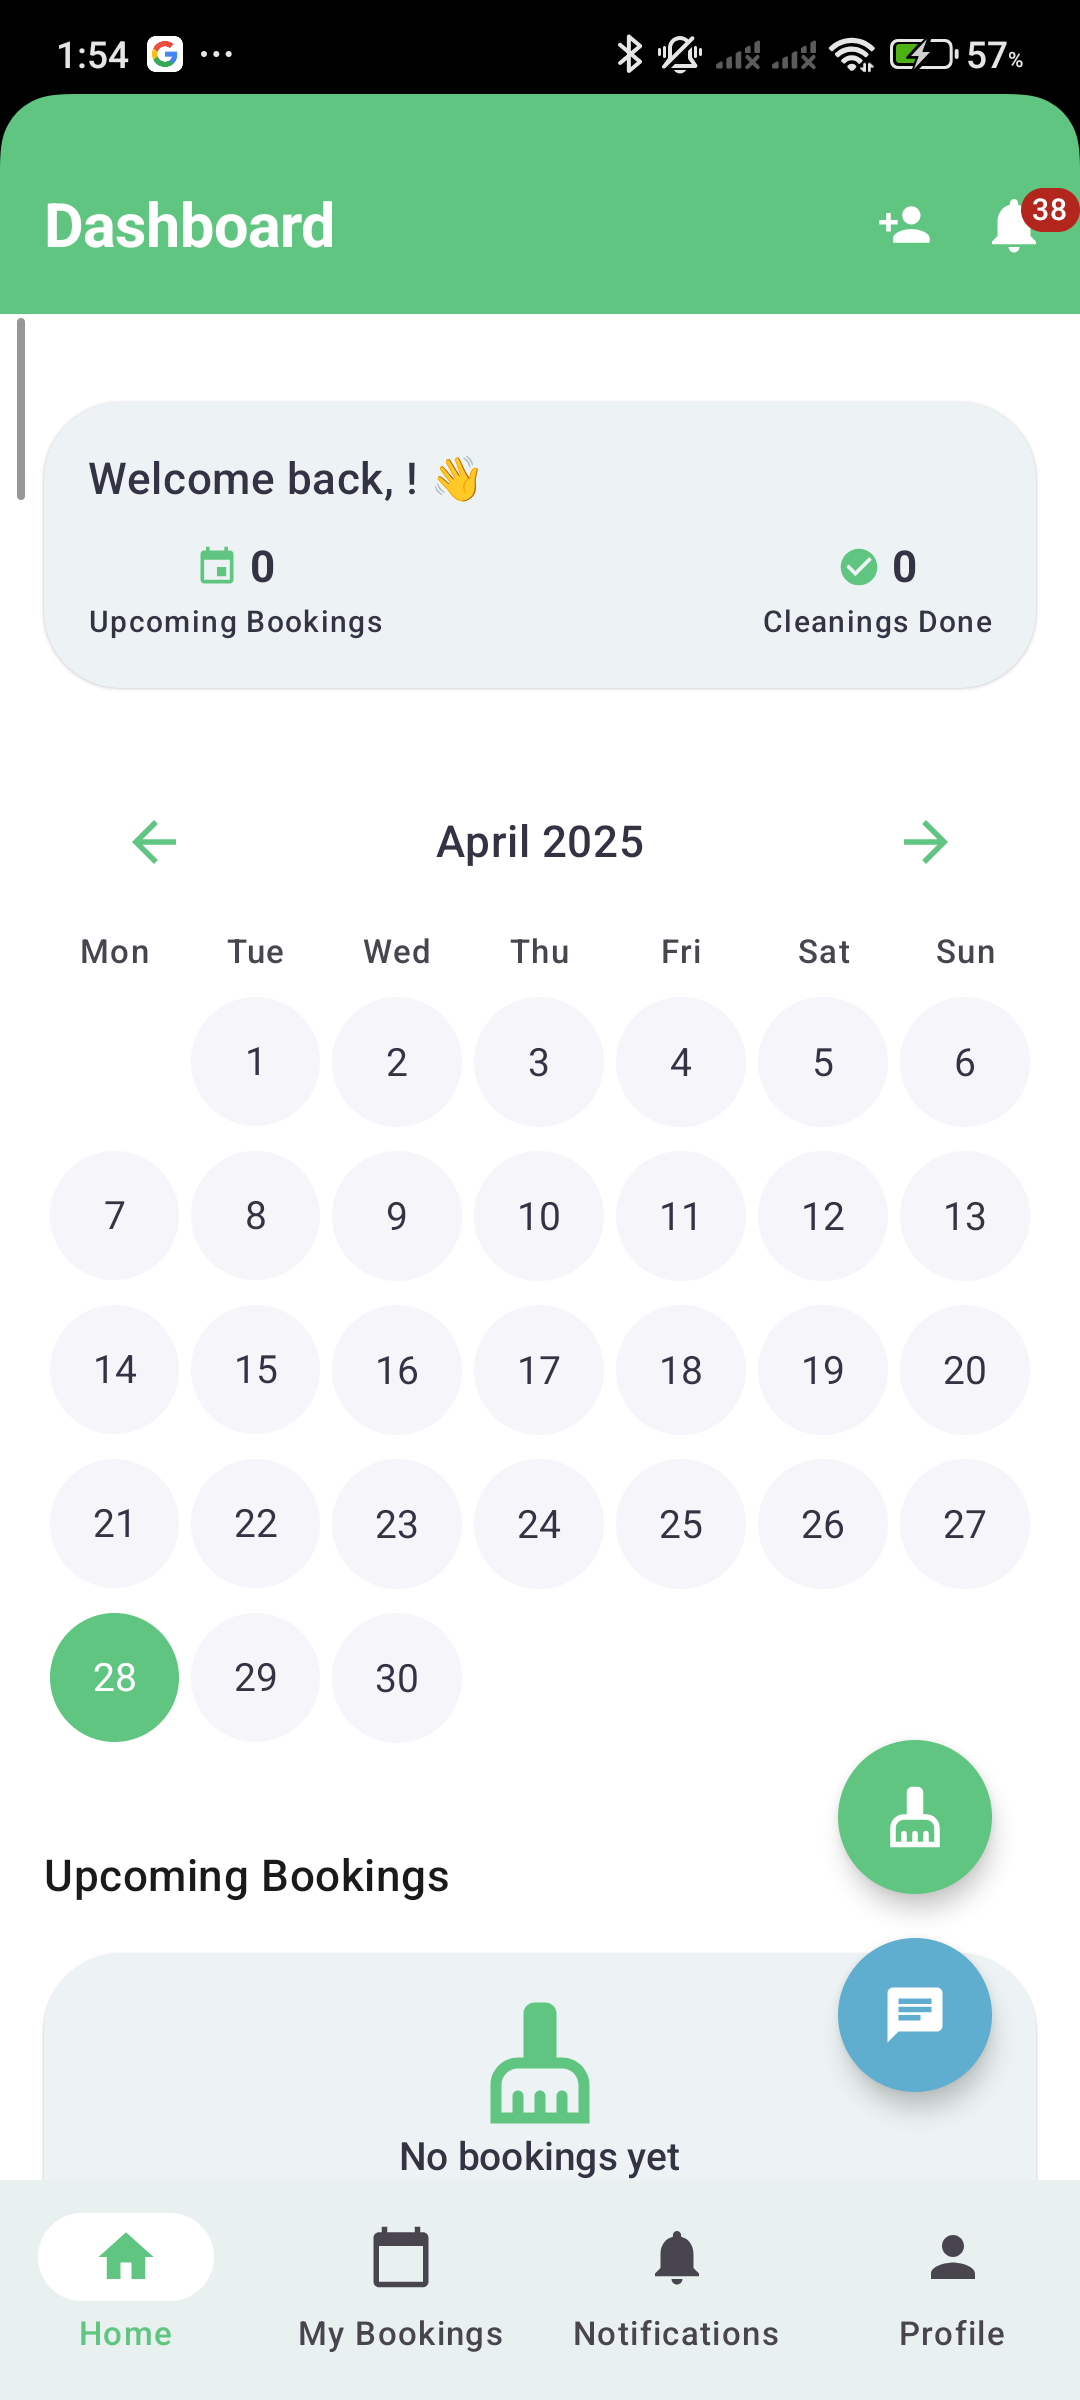 1:54 57%
Dashboard 38
Welcome back, ! 👋
0 0
Upcoming Bookings Cleanings Done
April 2025
Mon Tue Wed Thu Fri Sat Sun
1 2 3 4 5 6
7 8 9 10 11 12 13
14 15 16 17 18 19 20
21 22 23 24 25 26 27
28 29 30
Upcoming Bookings
No bookings yet
Home My Bookings Notifications Profile